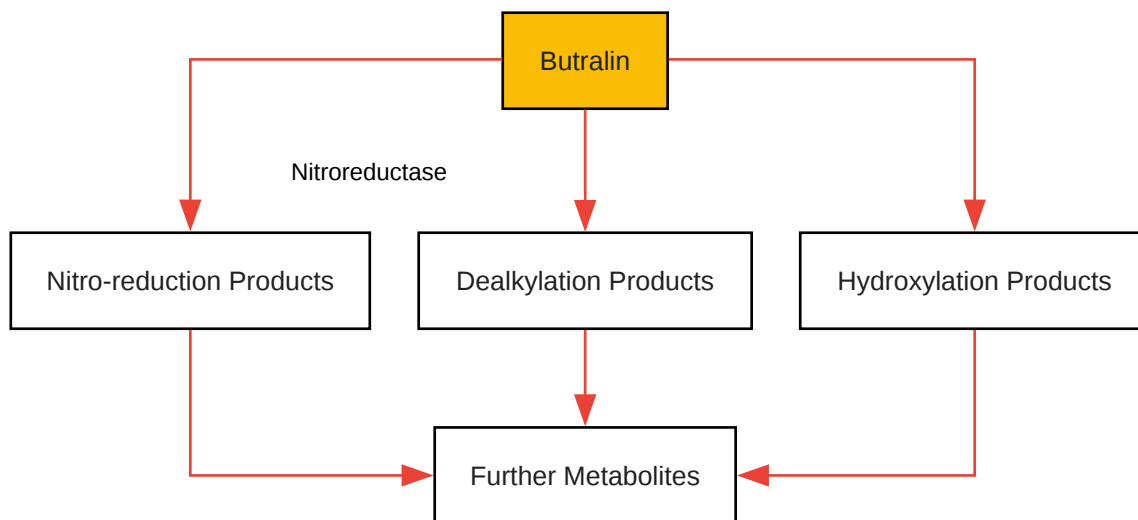 Butralin
Nitroreductase
Nitro-reduction Products
Dealkylation Products
Hydroxylation Products
Further Metabolites